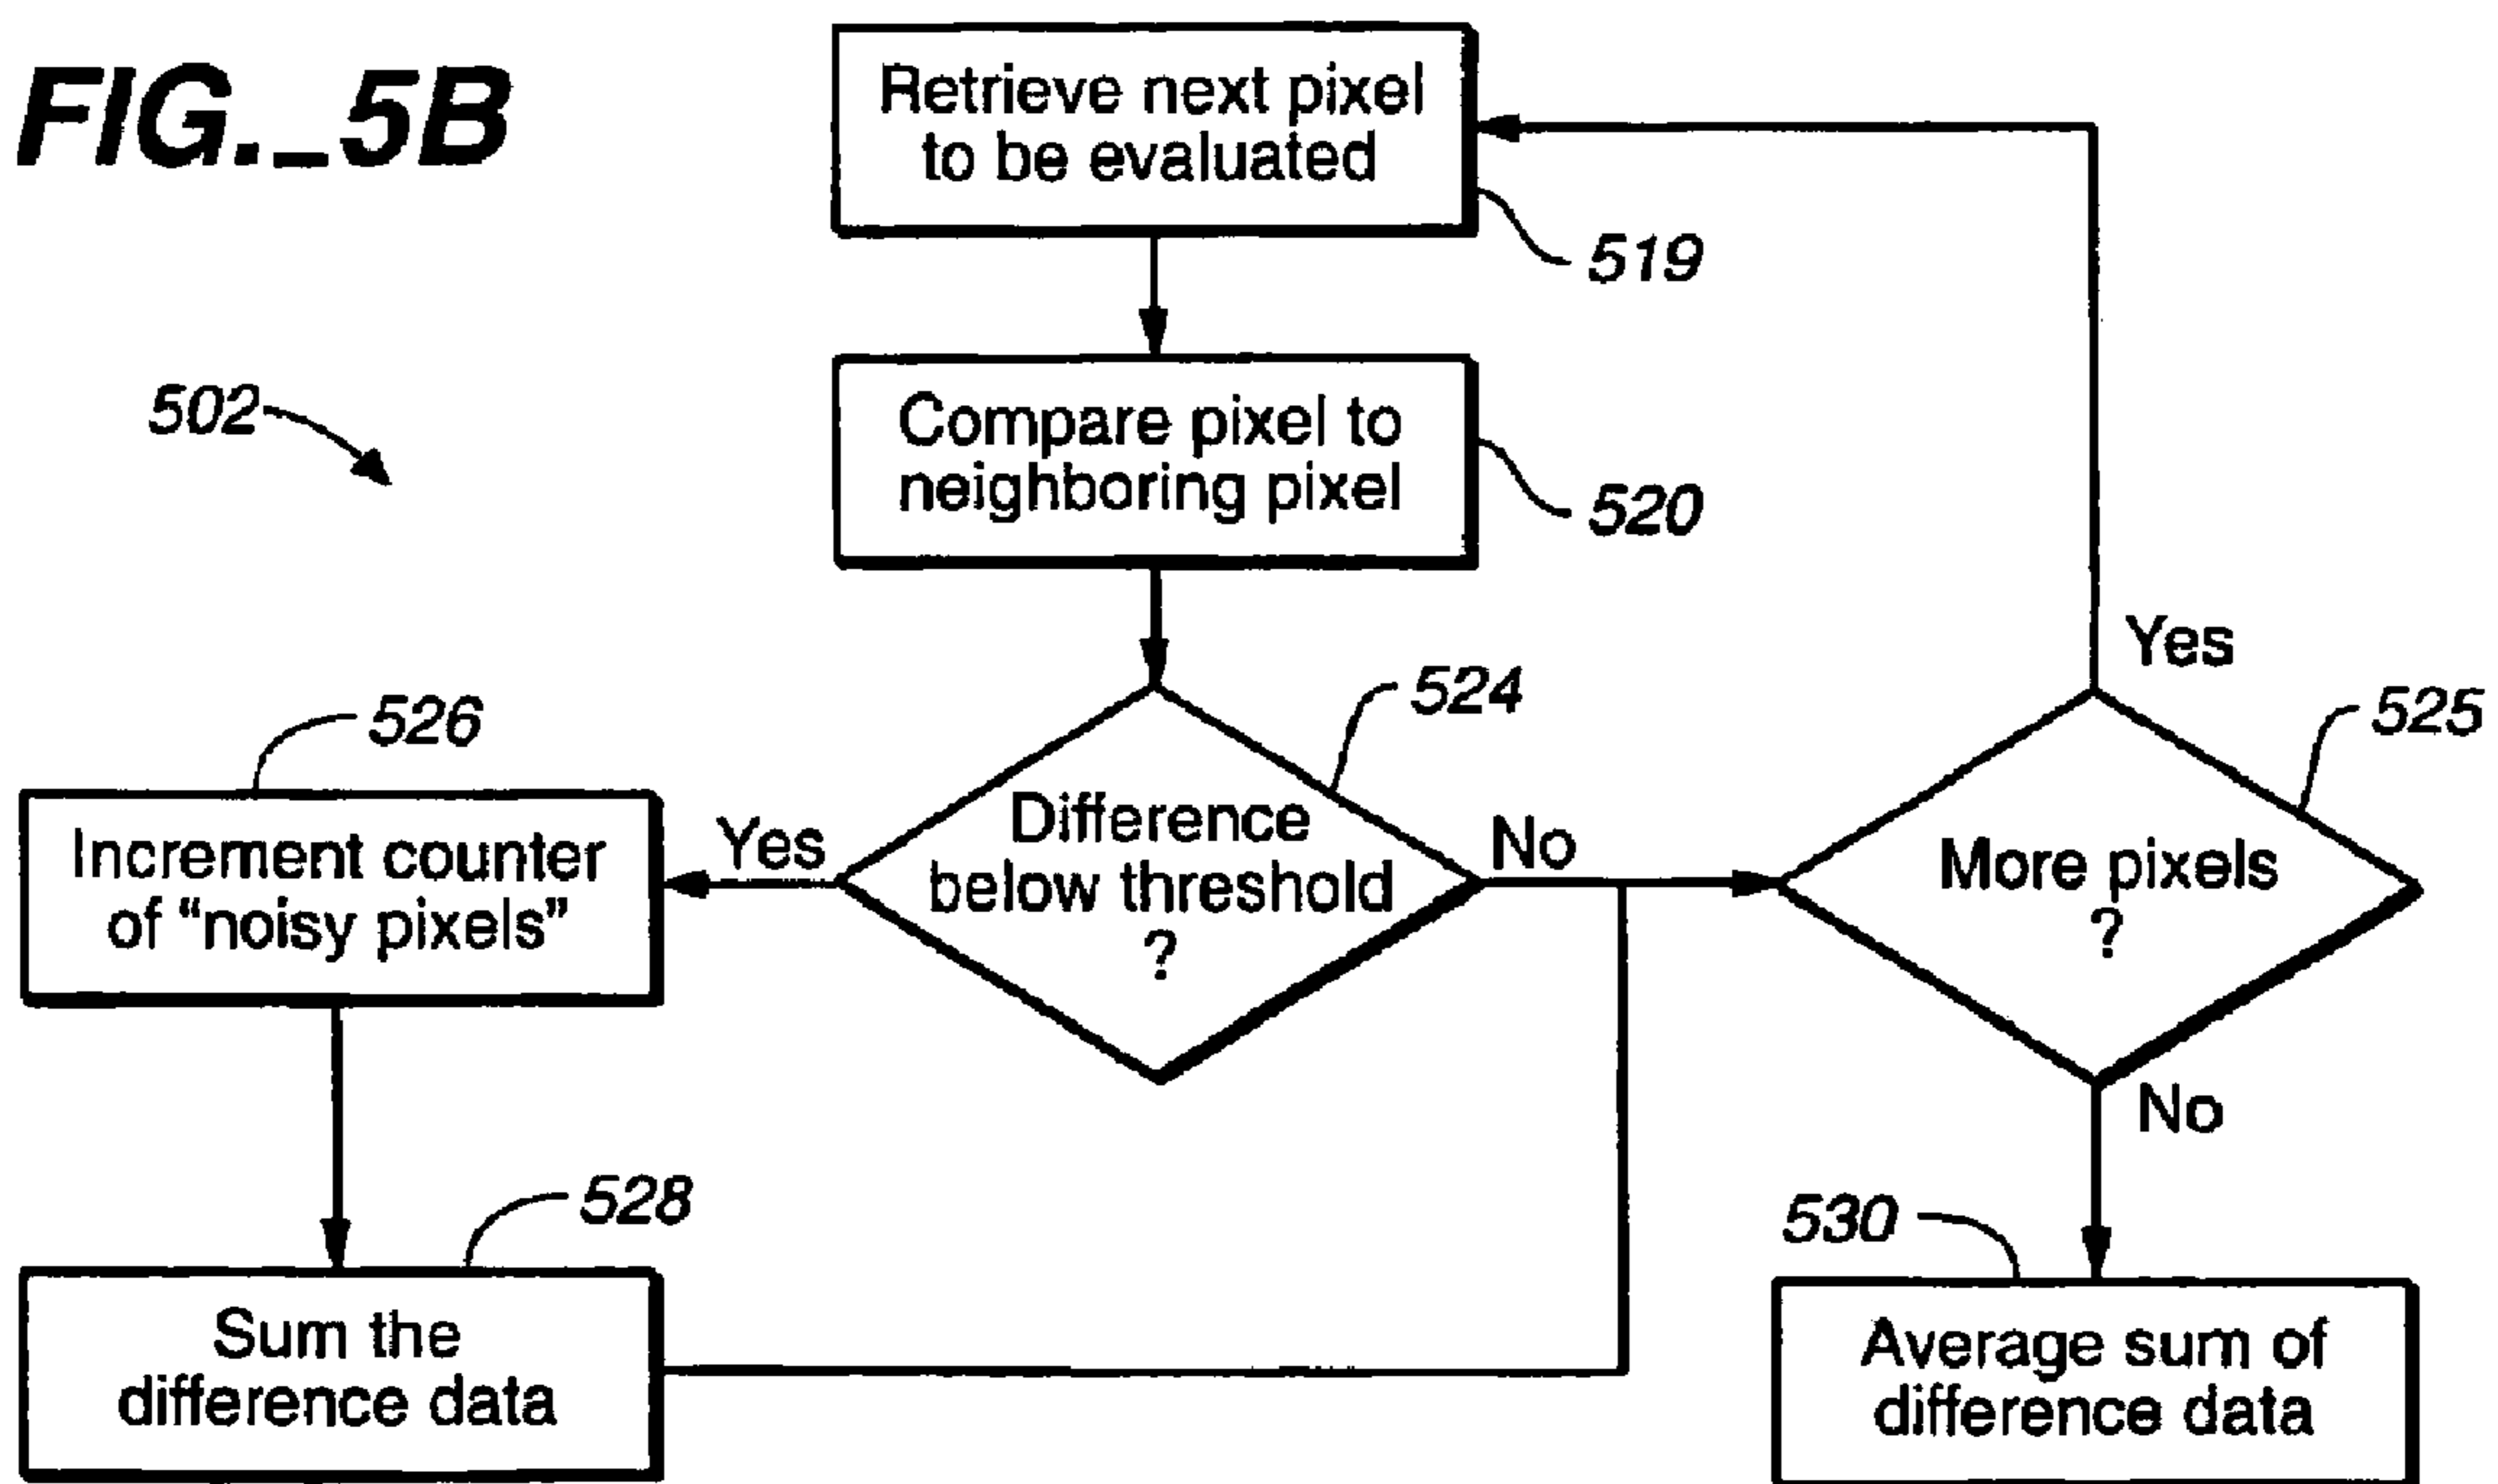 FIG._5B
Retrieve next pixel
to be evaluated
519
502
Compare pixel to
neighboring pixel
520
Yes
524
525
526
Difference
below threshold
?
Yes
No
More pixels
?
Increment counter
of “noisy pixels”
No
528
530
Sum the
difference data
Average sum of
difference data